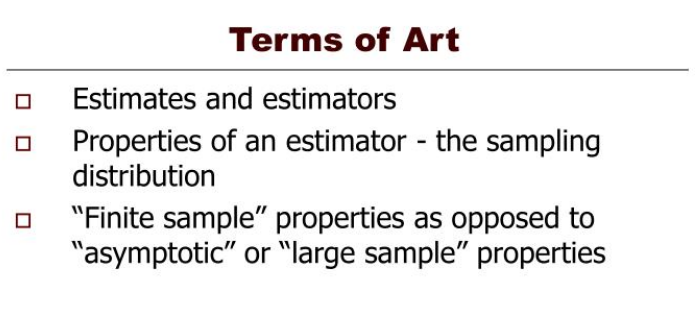 Terms of Art
Estimates and estimators
Properties of an estimator - the sampling
distribution
“Finite sample” properties as opposed to
“asymptotic” or “large sample” properties